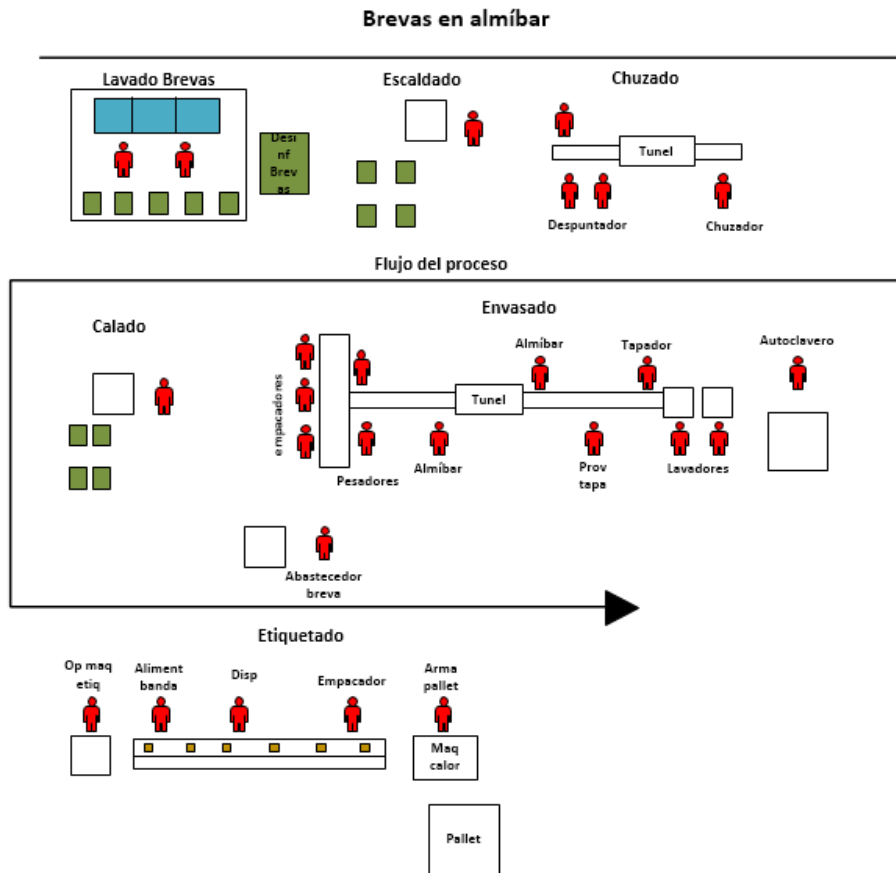 Brevas en almíbar
Lavado Brevas
Escaldado
Chuzado
Desi
nf
Brev
as
Tunel
Despuntador
Chuzador
Flujo del proceso
Calado
Envasado
Almíbar
Tapador
Autoclavero
empacadores
Tunel
Pesadores
Almíbar
Prov
tapa
Lavadores
Abastecedor
breva
Etiquetado
Op maq
etiq
Aliment
banda
Disp
Empacador
Arma
pallet
Maq
calor
Pallet